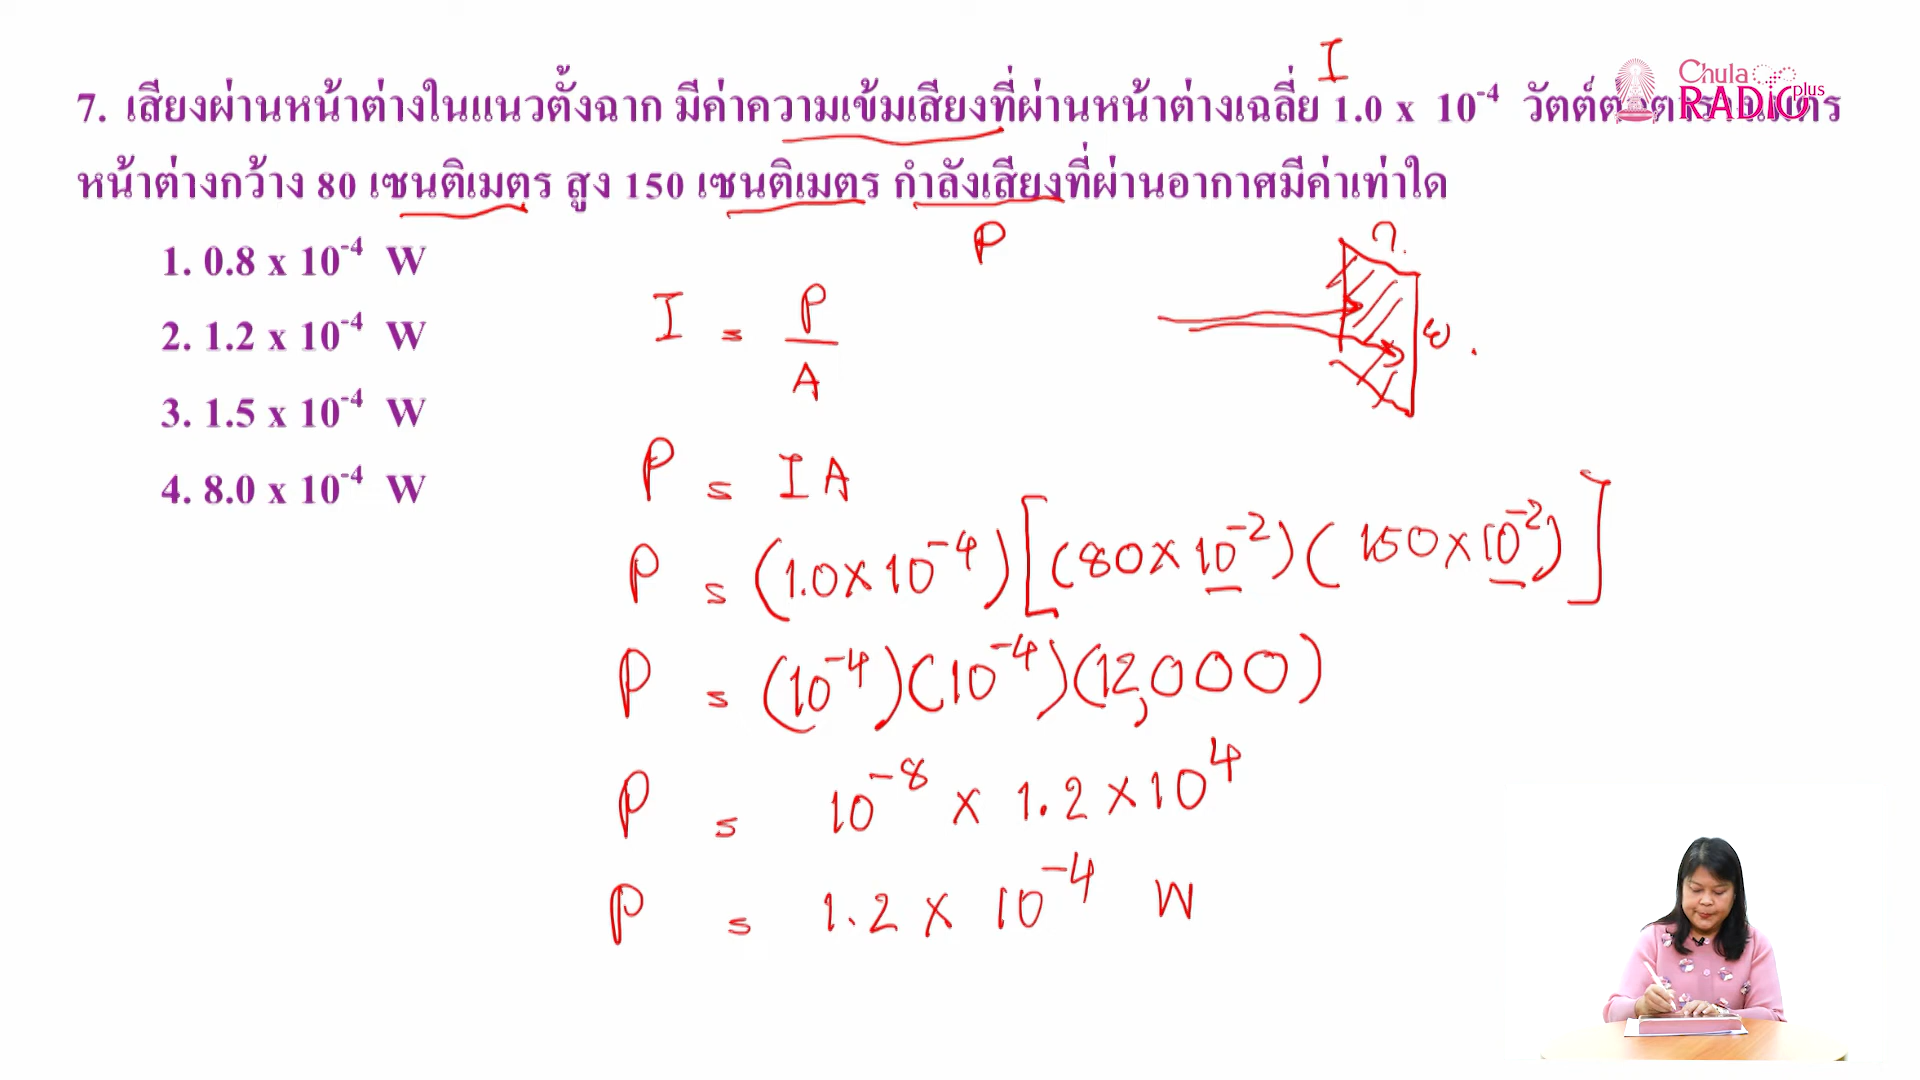 I
Chula
RADIO plus
7. เสียงผ่านหน้าต่างในแนวตั้งฉาก มีค่าความเข้มเสียงที่ผ่านหน้าต่างเฉลี่ย 1.0 x 10⁻⁴ วัตต์
หน้าต่างกว้าง 80 เซนติเมตร สูง 150 เซนติเมตร กำลังเสียงที่ผ่านอากาศมีค่าเท่าใด
P
1. 0.8 x 10⁻⁴ W
2. 1.2 x 10⁻⁴ W
3. 1.5 x 10⁻⁴ W
4. 8.0 x 10⁻⁴ W
I = P/A
P = IA
P = (1.0 × 10⁻⁴) [(80 × 10⁻²)(150 × 10⁻²)]
P = (10⁻⁴)(10⁻⁴)(12,000)
P = 10⁻⁸ × 1.2 × 10⁴
P = 1.2 × 10⁻⁴ W